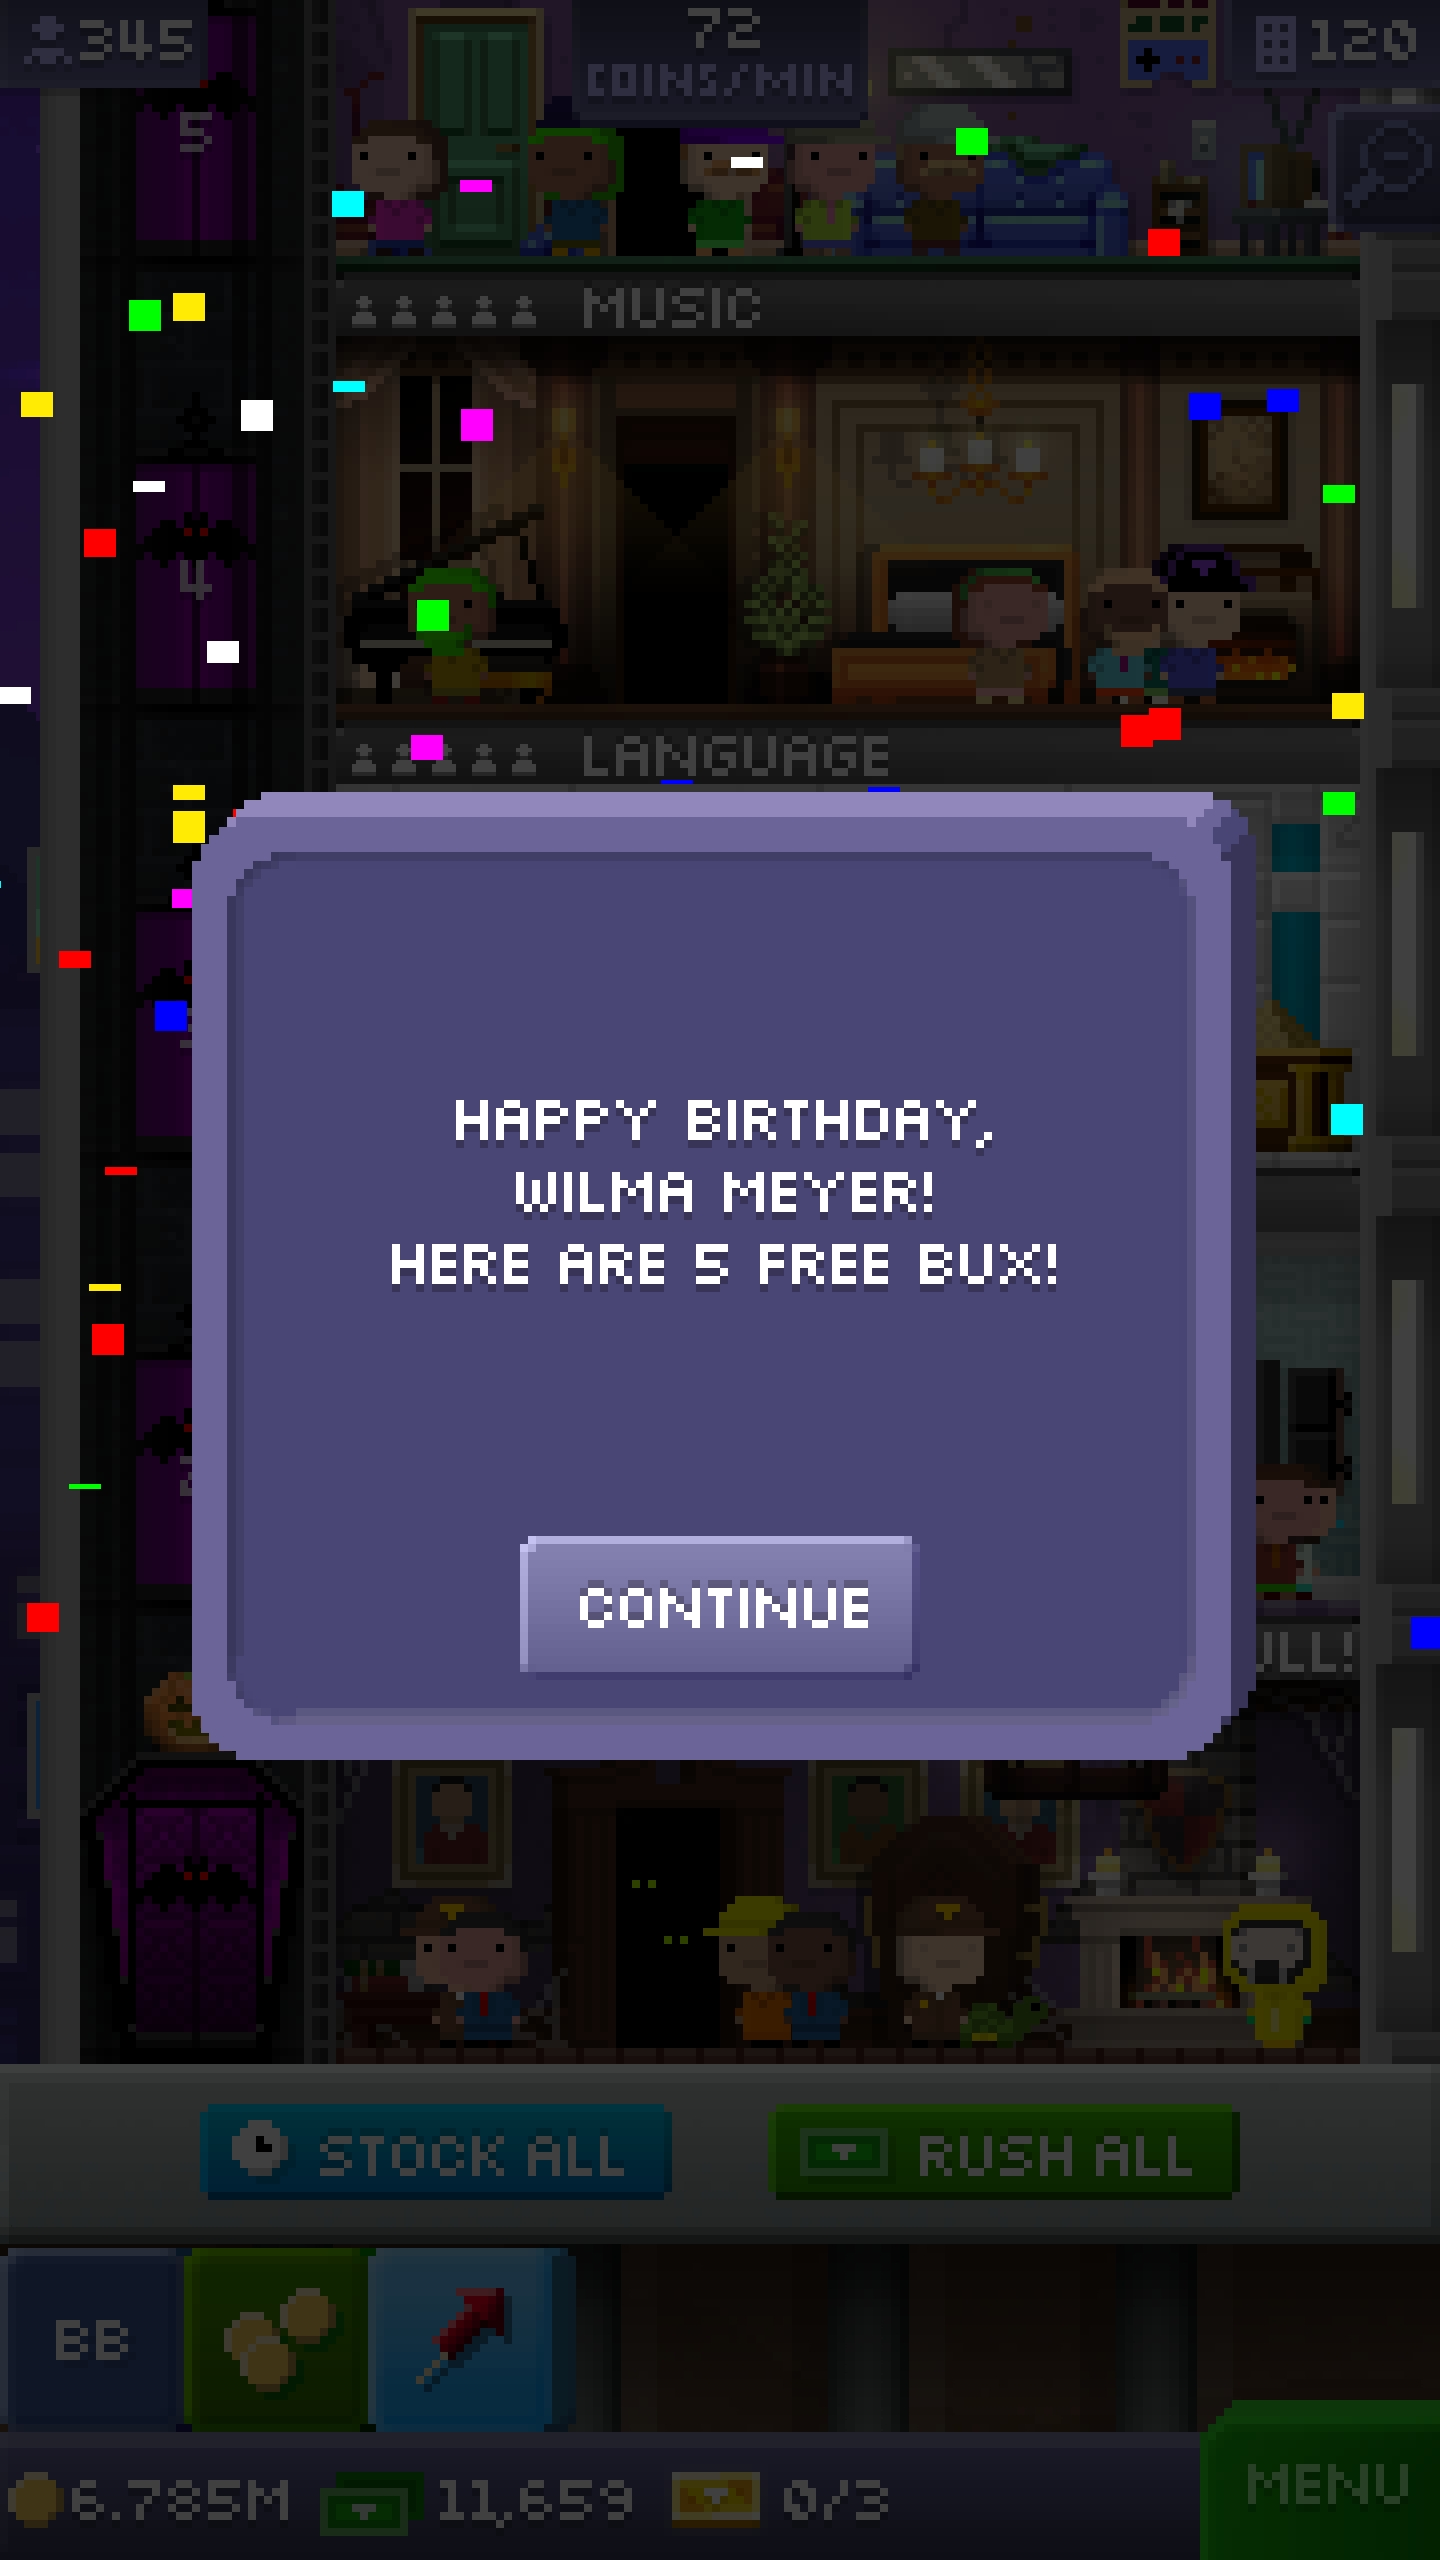 345
72
COINS/MIN
120
5
MUSIC
4
LANGUAGE
HAPPY BIRTHDAY,
WILMA MEYER!
HERE ARE 5 FREE BUX!
CONTINUE
ULL!
STOCK ALL
RUSH ALL
BB
6.785M
11,659
0/3
MENU